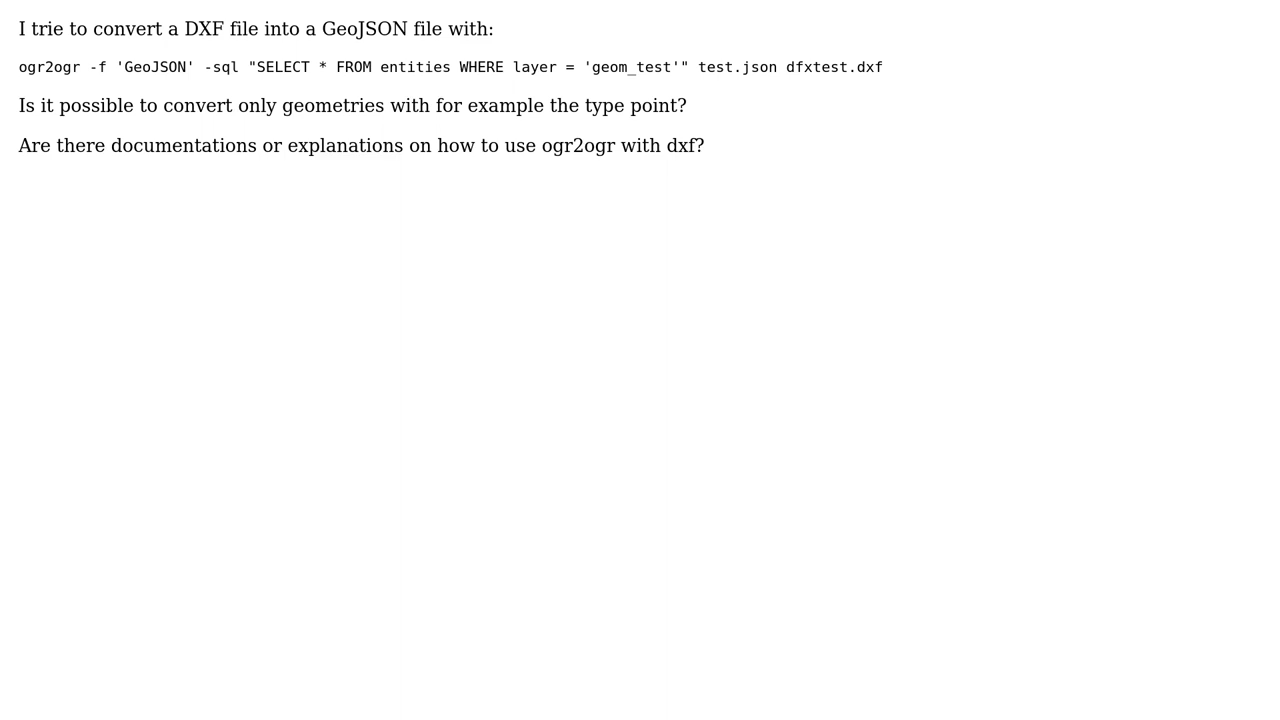 I trie to convert a DXF file into a GeoJSON file with:
ogr2ogr -f 'GeoJSON' -sql "SELECT * FROM entities WHERE layer = 'geom_test'" test.json dfxtest.dxf
Is it possible to convert only geometries with for example the type point?
Are there documentations or explanations on how to use ogr2ogr with dxf?